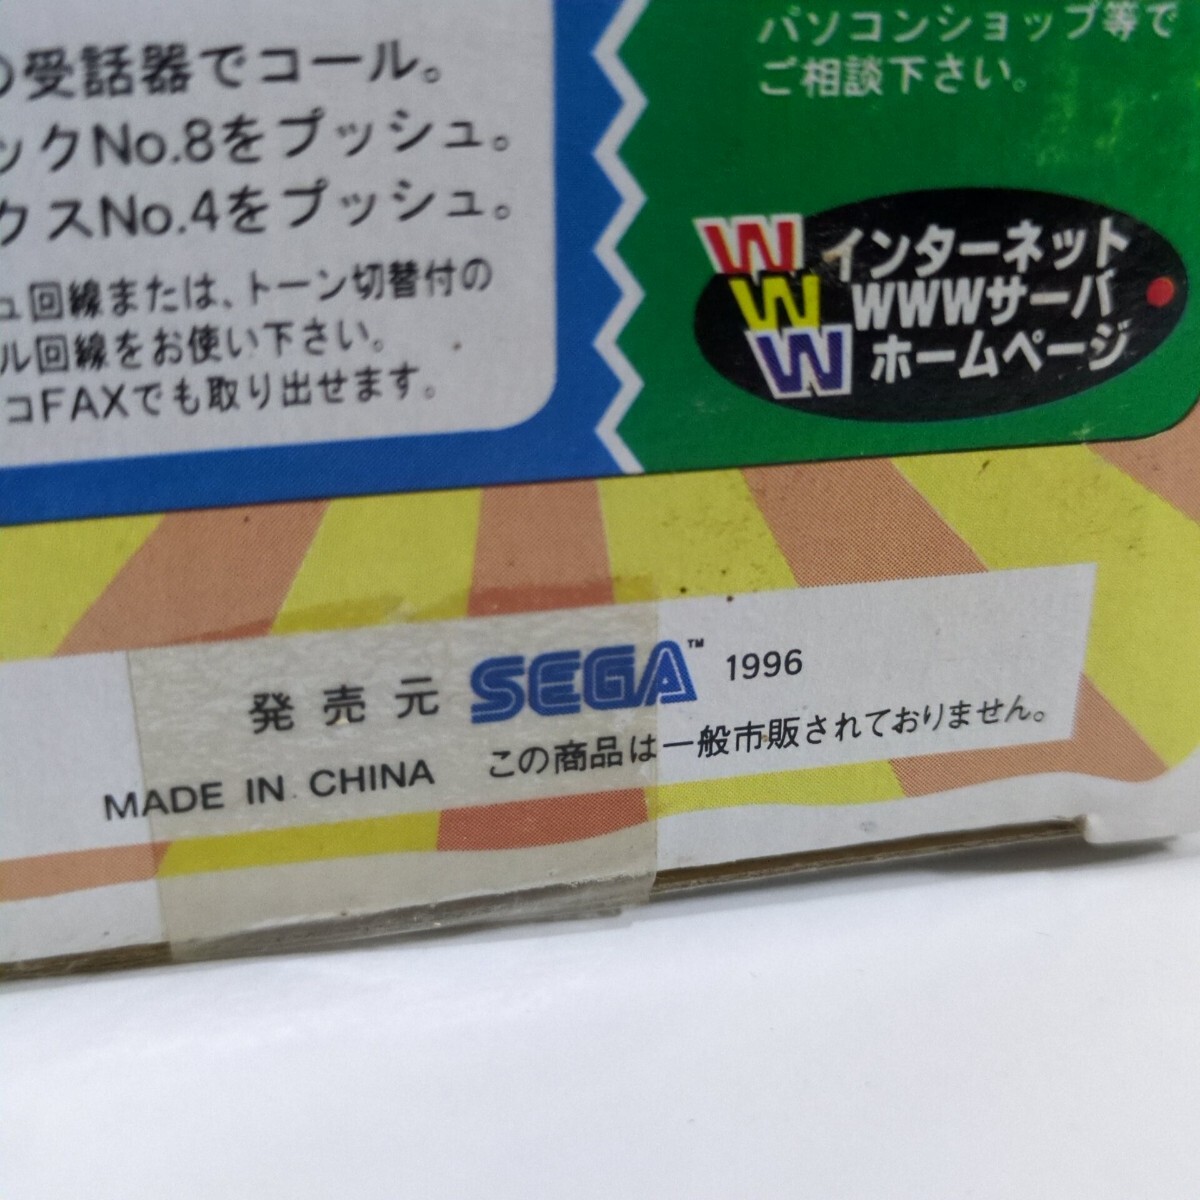 の受話器でコール。
ックNo.8をプッシュ。
クスNo.4をプッシュ。
ュ回線または、トーン切替付の
ル回線をお使い下さい。
コFAXでも取り出せます。
パソコンショップ等で
ご相談下さい。
WWW
インターネット
WWWサーバ
ホームページ
発売元 SEGA™ 1996
MADE IN CHINA この商品は一般市販されておりません。